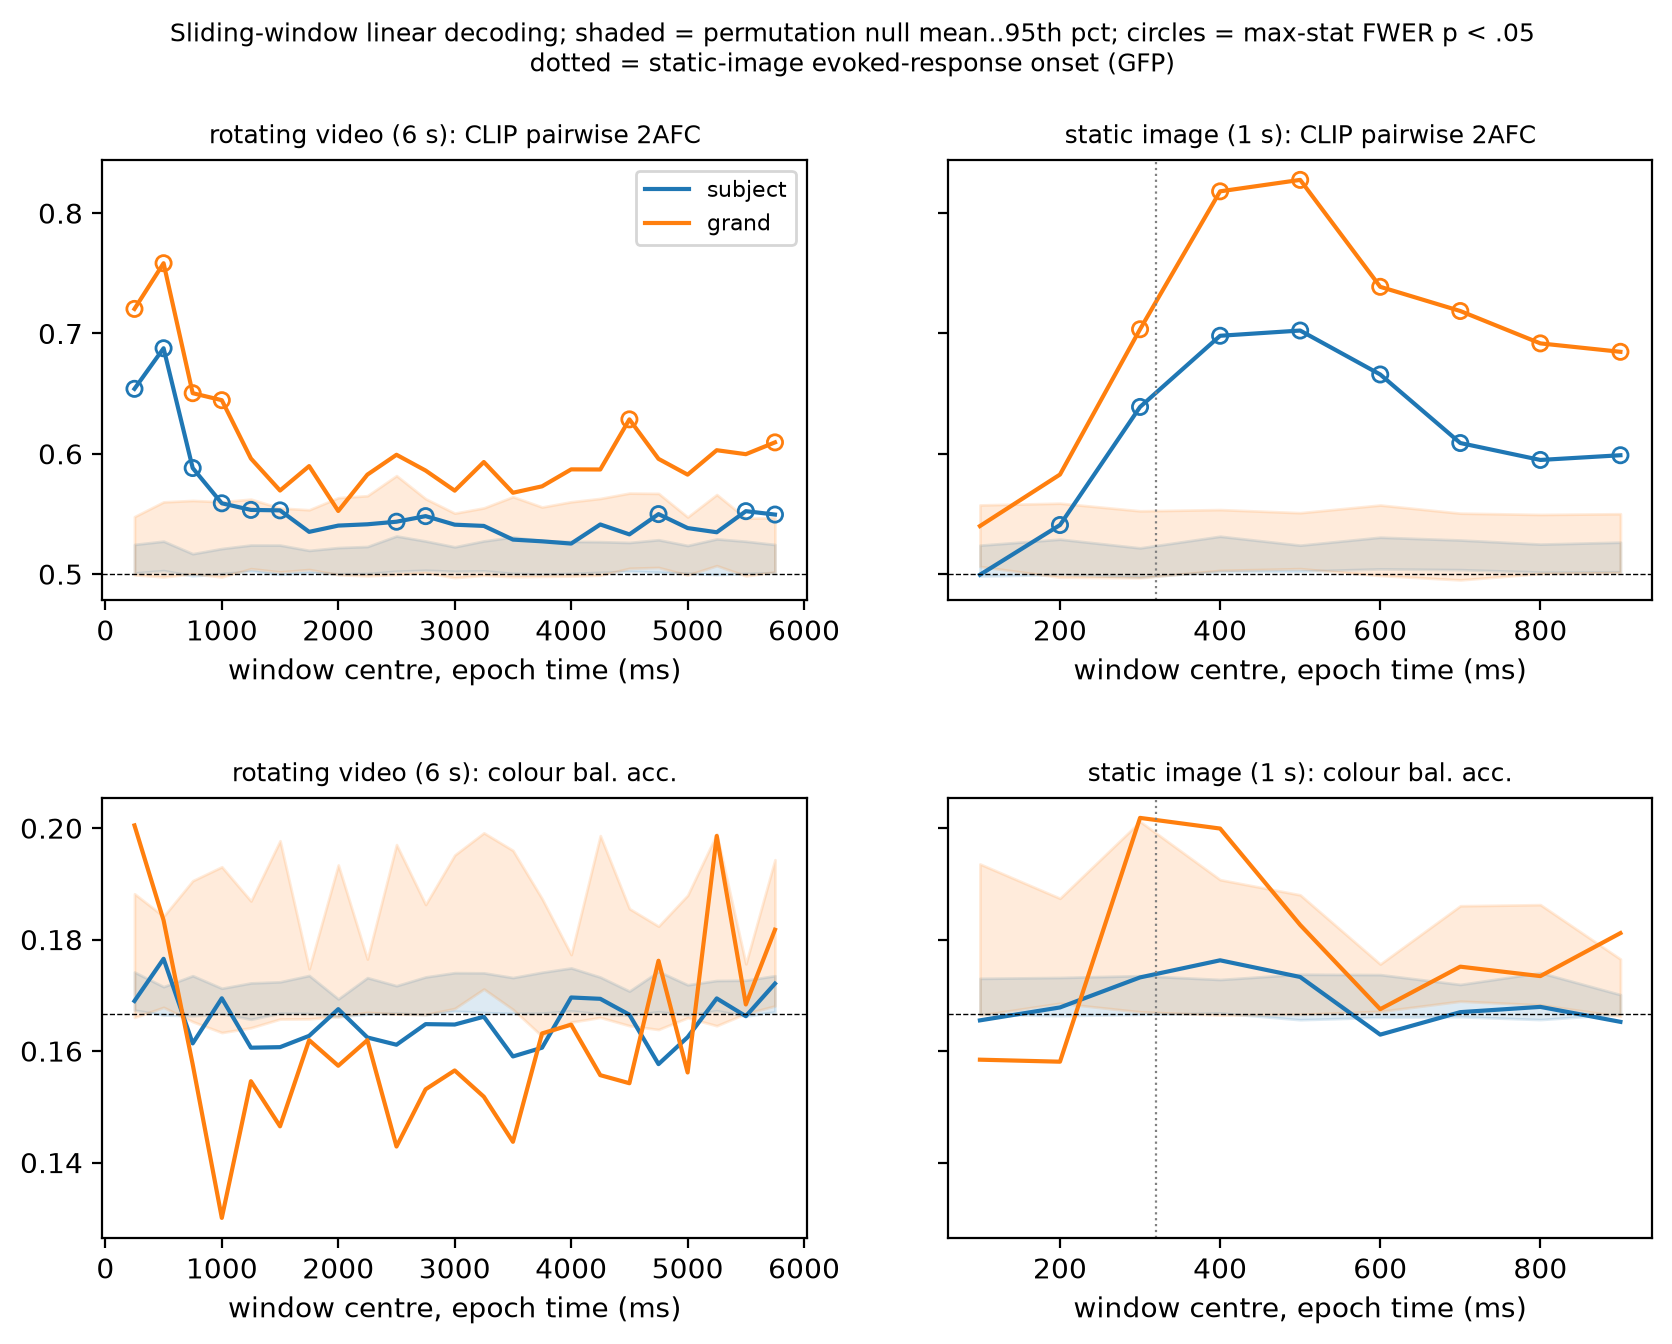 Sliding-window linear decoding; shaded = permutation null mean..95th pct; circles = max-stat FWER p < .05
dotted = static-image evoked-response onset (GFP)
rotating video (6 s): CLIP pairwise 2AFC
subject
grand
0.8
0.7
0.6
0.5
0 1000 2000 3000 4000 5000 6000
window centre, epoch time (ms)
static image (1 s): CLIP pairwise 2AFC
200 400 600 800
window centre, epoch time (ms)
rotating video (6 s): colour bal. acc.
0.20
0.18
0.16
0.14
0 1000 2000 3000 4000 5000 6000
window centre, epoch time (ms)
static image (1 s): colour bal. acc.
200 400 600 800
window centre, epoch time (ms)